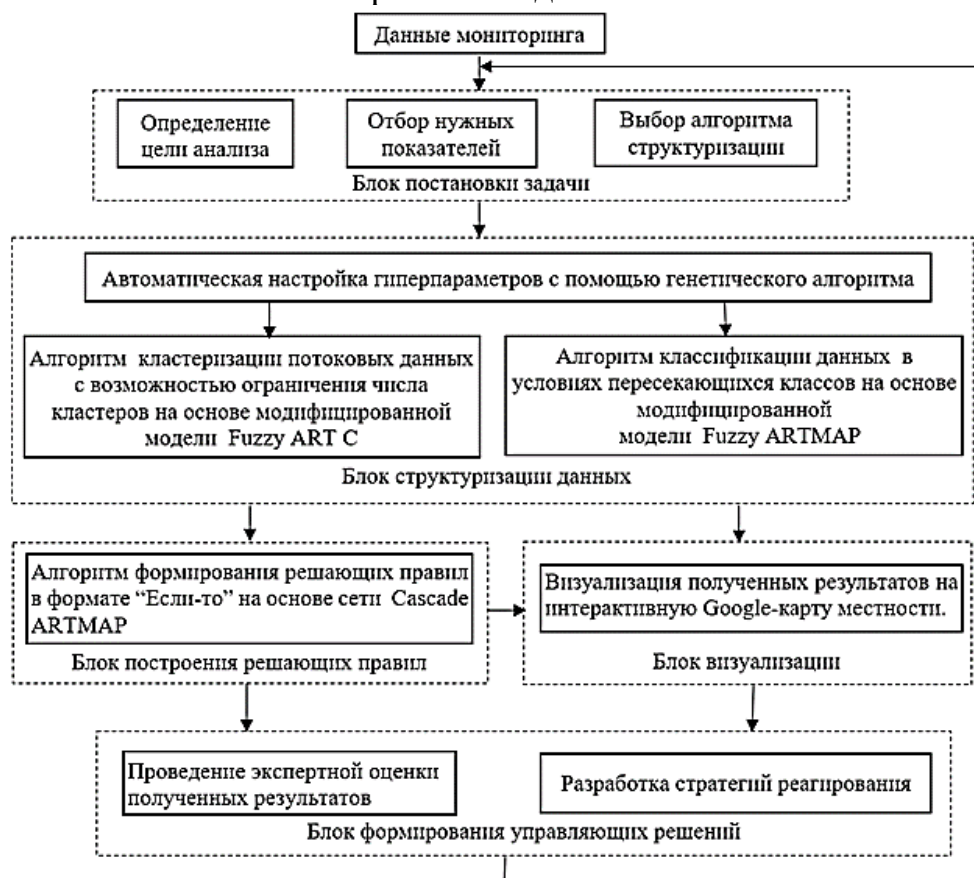 Данные мониторинга
Определение
цели анализа
Отбор нужных
показателей
Выбор алгоритма
структуризации
Блок постановки задачи
Автоматическая настройка гиперпараметров с помощью генетического алгоритма
Алгоритм кластеризации потоковых данных
с возможностью ограничения числа
кластеров на основе модифицированной
модели Fuzzy ART C
Алгоритм классификации данных в
условиях пересекающихся классов на основе
модифицированной
модели Fuzzy ARTMAP
Блок структуризации данных
Алгоритм формирования решающих правил
в формате “Если-то” на основе сети Cascade
ARTMAP
Блок построения решающих правил
Визуализация полученных результатов на
интерактивную Google-карту местности.
Блок визуализации
Проведение экспертной оценки
полученных результатов
Разработка стратегий реагирования
Блок формирования управляющих решений